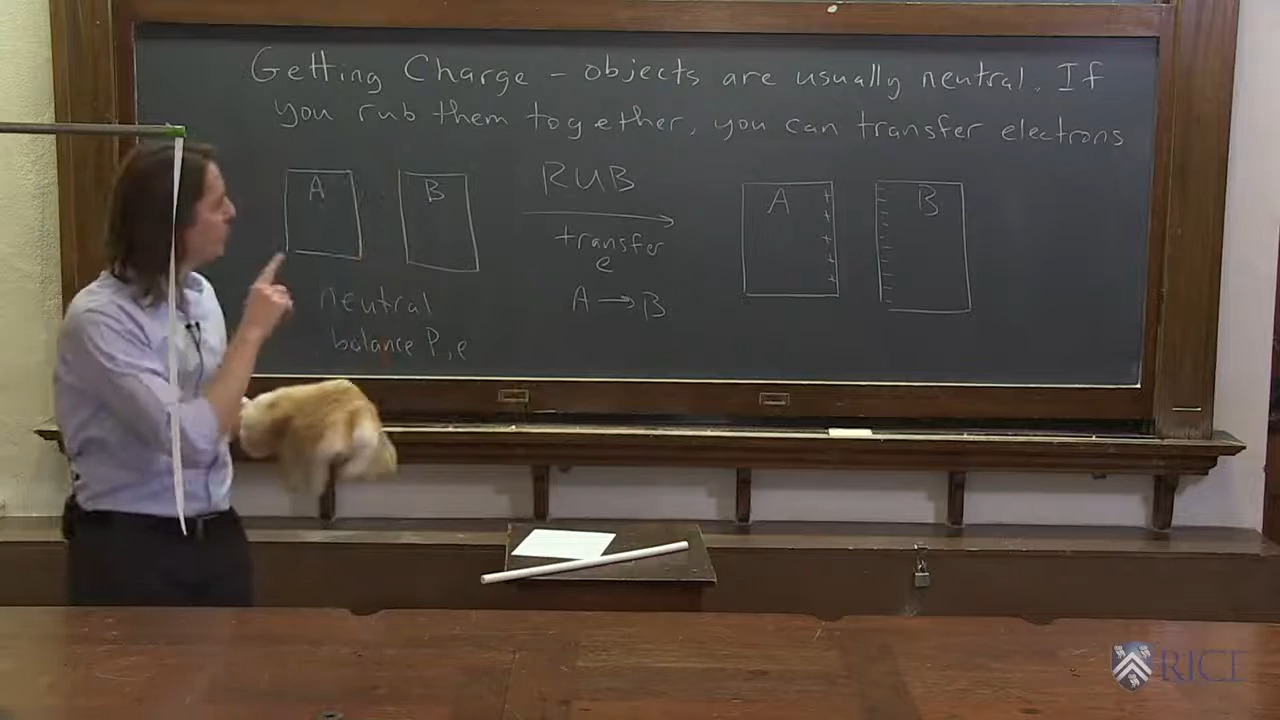 Getting Charge - objects are usually neutral. If
you rub them together, you can transfer electrons
A
B
RUB
transfer
e
A → B
neutral
balance P, e
A
+
+
+
+
+
B
RICE